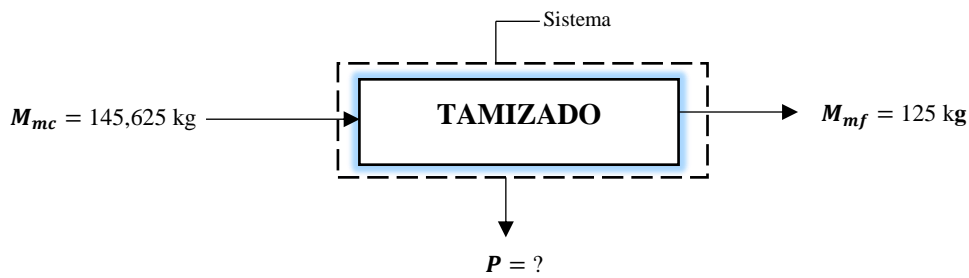 Sistema
TAMIZADO
M_mc = 145,625 kg
M_mf = 125 kg
P = ?